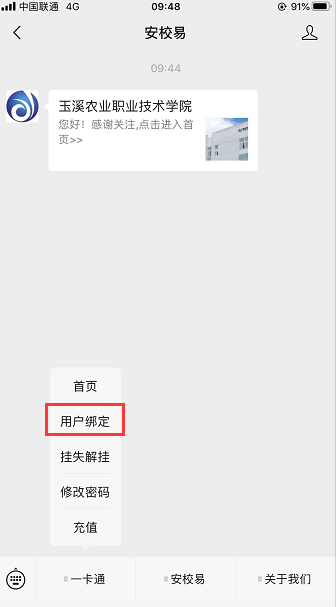 中国联通 4G 09:48 91%
安校易
09:44
玉溪农业职业技术学院
您好！感谢关注,点击进入首
页>>
首页
用户绑定
挂失解挂
修改密码
充值
一卡通 安校易 关于我们